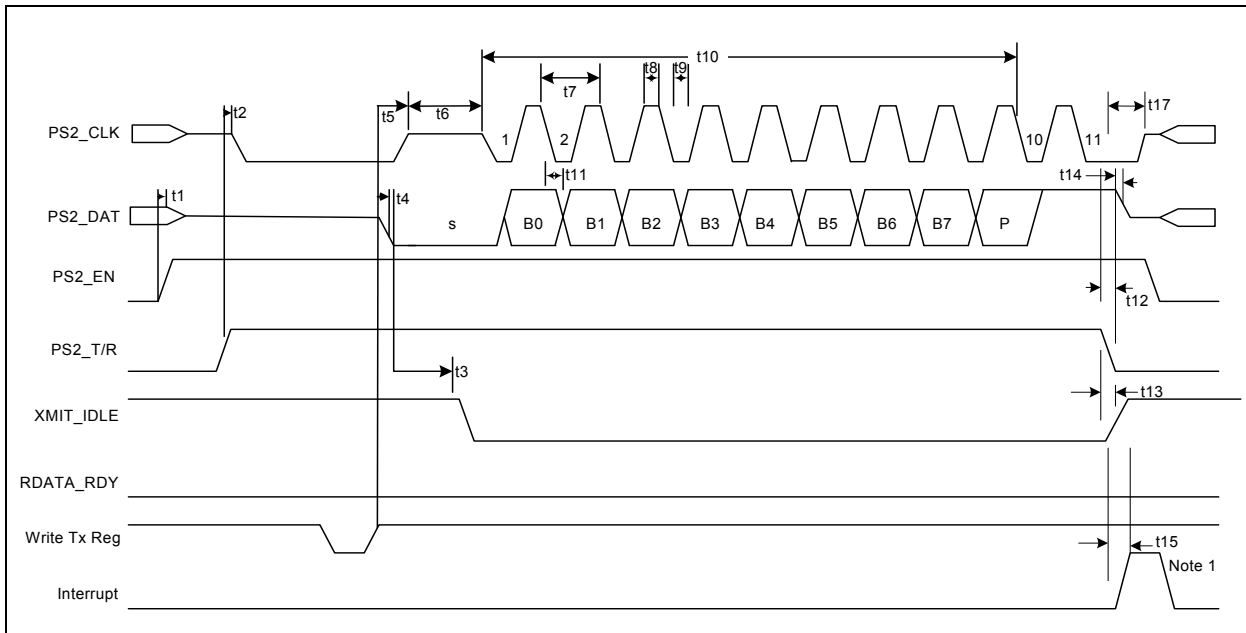 t10
t8 t9
t2
t5 t6 t7 t17
PS2_CLK
1 2 10 11
t11 t14
t1 t4
PS2_DAT
s B0 B1 B2 B3 B4 B5 B6 B7 P
PS2_EN
t12
PS2_T/R
t3
t13
XMIT_IDLE
RDATA_RDY
Write Tx Reg
t15
Note 1
Interrupt